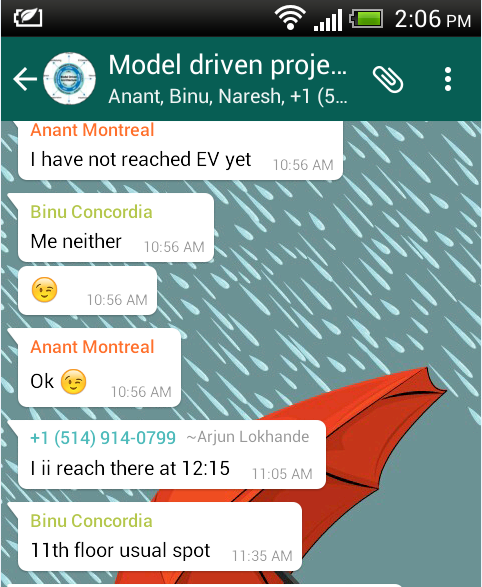 2:06 PM
Model driven proje...
Anant, Binu, Naresh, +1 (5...
Anant Montreal
I have not reached EV yet 10:56 AM
Binu Concordia
Me neither 10:56 AM
😉 10:56 AM
Anant Montreal
Ok 😉 10:56 AM
+1 (514) 914-0799 ~Arjun Lokhande
I ii reach there at 12:15 11:05 AM
Binu Concordia
11th floor usual spot 11:35 AM